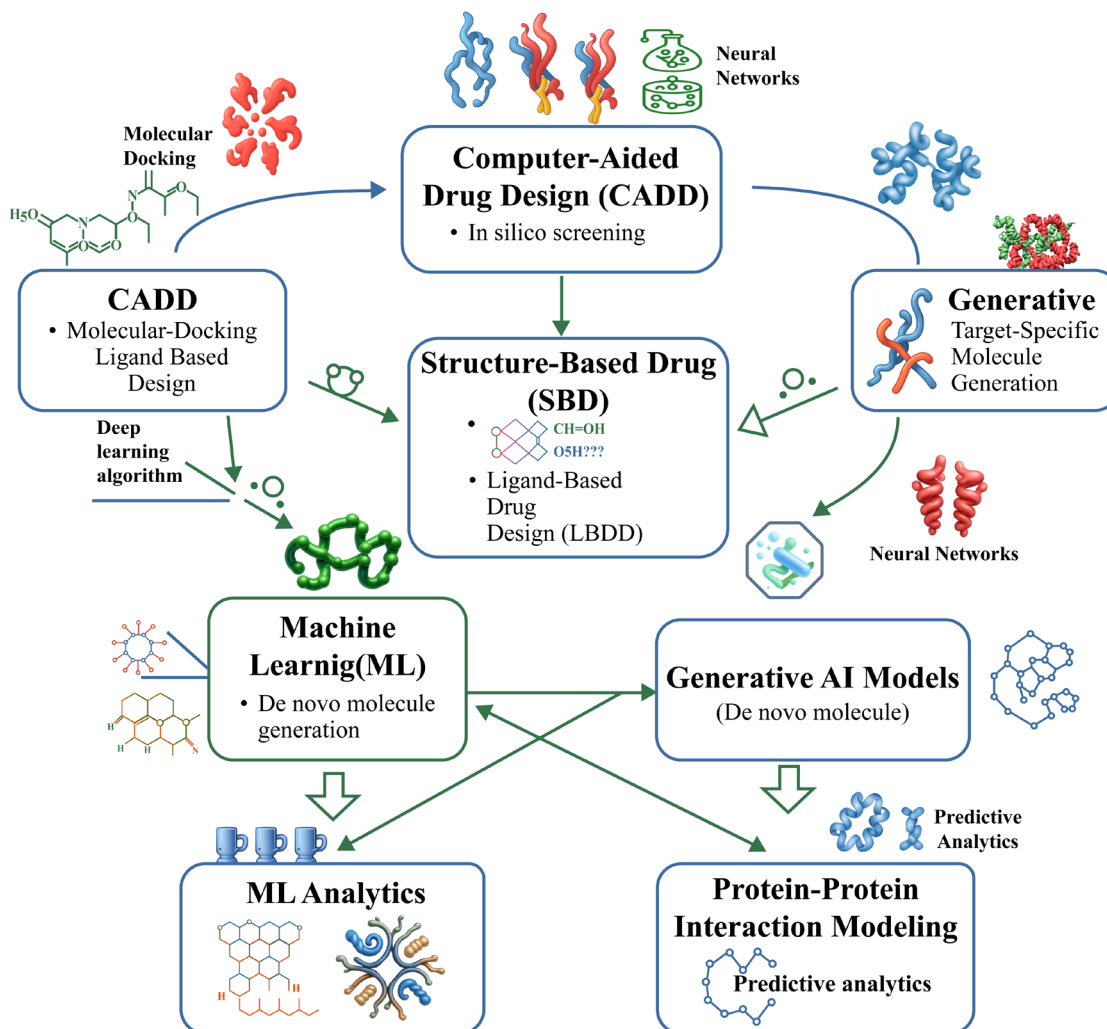 Neural
Networks
Molecular
Docking
H5O
N
O
N
O
O
O
Computer-Aided
Drug Design (CADD)
• In silico screening
CADD
• Molecular-Docking
Ligand Based
Design
Generative
Target-Specific
Molecule
Generation
Structure-Based Drug
(SBD)
•
CH=OH
O5H???
• Ligand-Based
Drug
Design (LBDD)
Deep
learning
algorithm
Neural Networks
Machine
Learnig(ML)
• De novo molecule
generation
H
H
H
N
Generative AI Models
(De novo molecule)
Predictive
Analytics
ML Analytics
H
H
Protein-Protein
Interaction Modeling
Predictive analytics